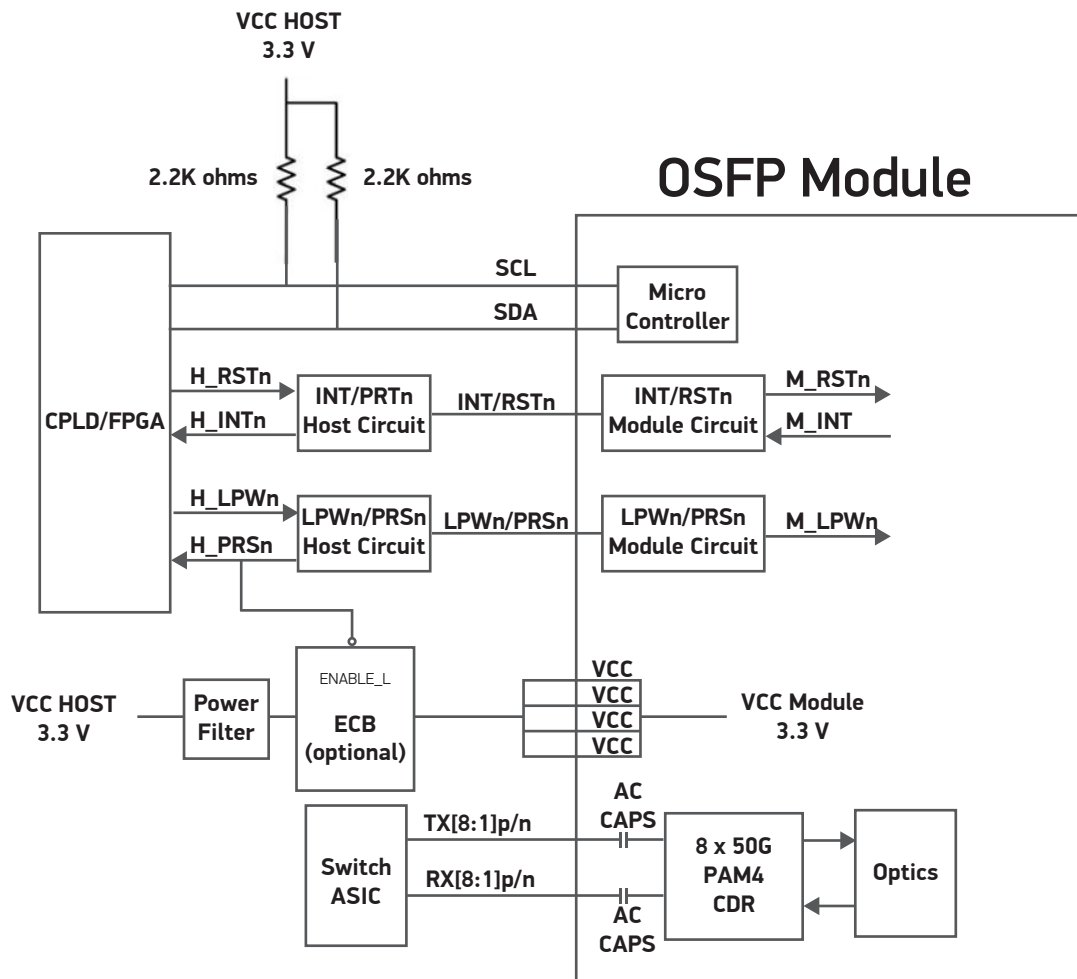 VCC HOST
3.3 V
2.2K ohms
2.2K ohms
OSFP Module
SCL
Micro
Controller
SDA
CPLD/FPGA
H_RSTn
H_INTn
INT/PRTn
Host Circuit
INT/RSTn
INT/RSTn
Module Circuit
M_RSTn
M_INT
H_LPWn
H_PRSn
LPWn/PRSn
Host Circuit
LPWn/PRSn
LPWn/PRSn
Module Circuit
M_LPWn
VCC HOST
3.3 V
Power
Filter
ENABLE_L
ECB
(optional)
VCC
VCC
VCC
VCC
VCC Module
3.3 V
Switch
ASIC
TX[8:1]p/n
RX[8:1]p/n
AC
CAPS
AC
CAPS
8 x 50G
PAM4
CDR
Optics